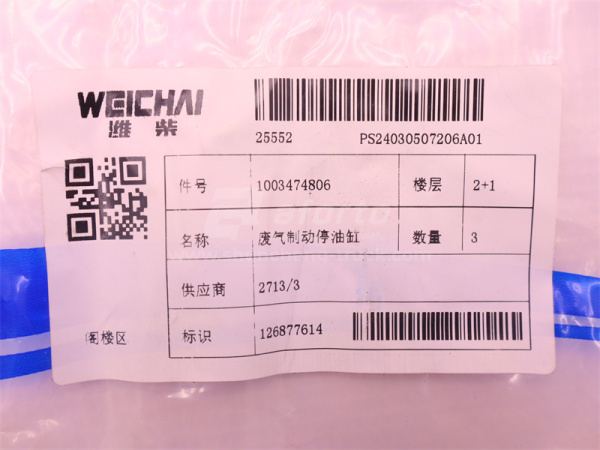 WEICHAI
潍柴
25552 PS24030507206A01
件号 1003474806 楼层 2+1
名称 废气制动停油缸 数量 3
供应商 2713/3
阁楼区 标识 126877614